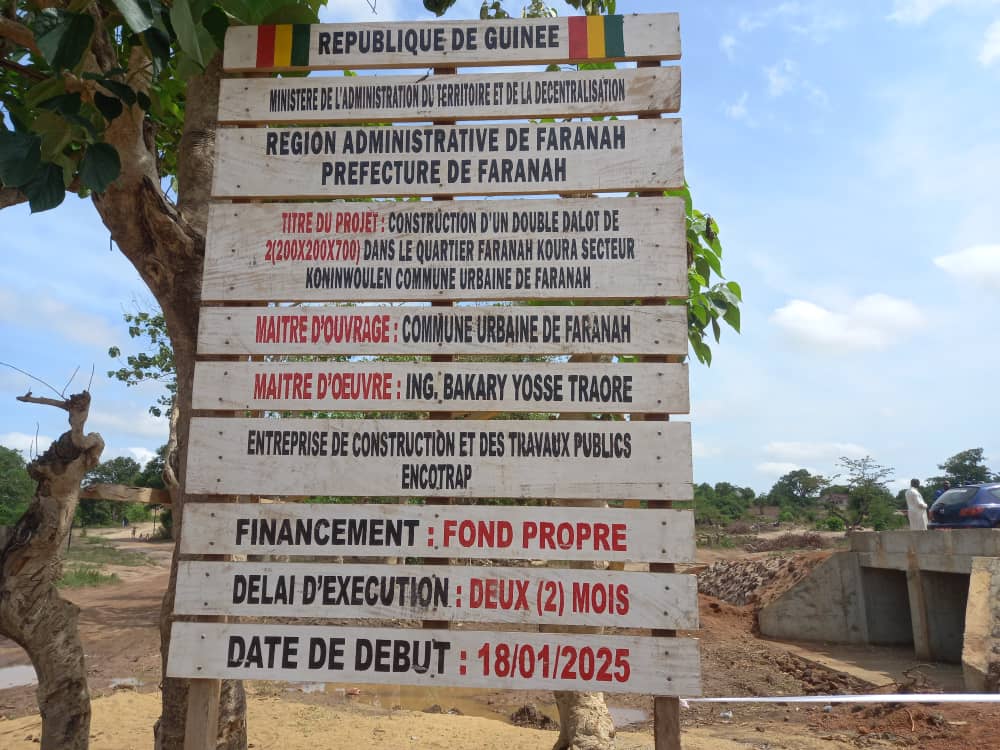 REPUBLIQUE DE GUINEE
MINISTERE DE L'ADMINISTRATION DU TERRITOIRE ET DE LA DECENTRALISATION
REGION ADMINISTRATIVE DE FARANAH
PREFECTURE DE FARANAH
TITRE DU PROJET : CONSTRUCTION D'UN DOUBLE DALOT DE
2(200X200X700) DANS LE QUARTIER FARANAH KOURA SECTEUR
KONINWOULEN COMMUNE URBAINE DE FARANAH
MAITRE D'OUVRAGE : COMMUNE URBAINE DE FARANAH
MAITRE D'OEUVRE : ING. BAKARY YOSSE TRAORE
ENTREPRISE DE CONSTRUCTION ET DES TRAVAUX PUBLICS
ENCOTRAP
FINANCEMENT : FOND PROPRE
DELAI D'EXECUTION : DEUX (2) MOIS
DATE DE DEBUT : 18/01/2025